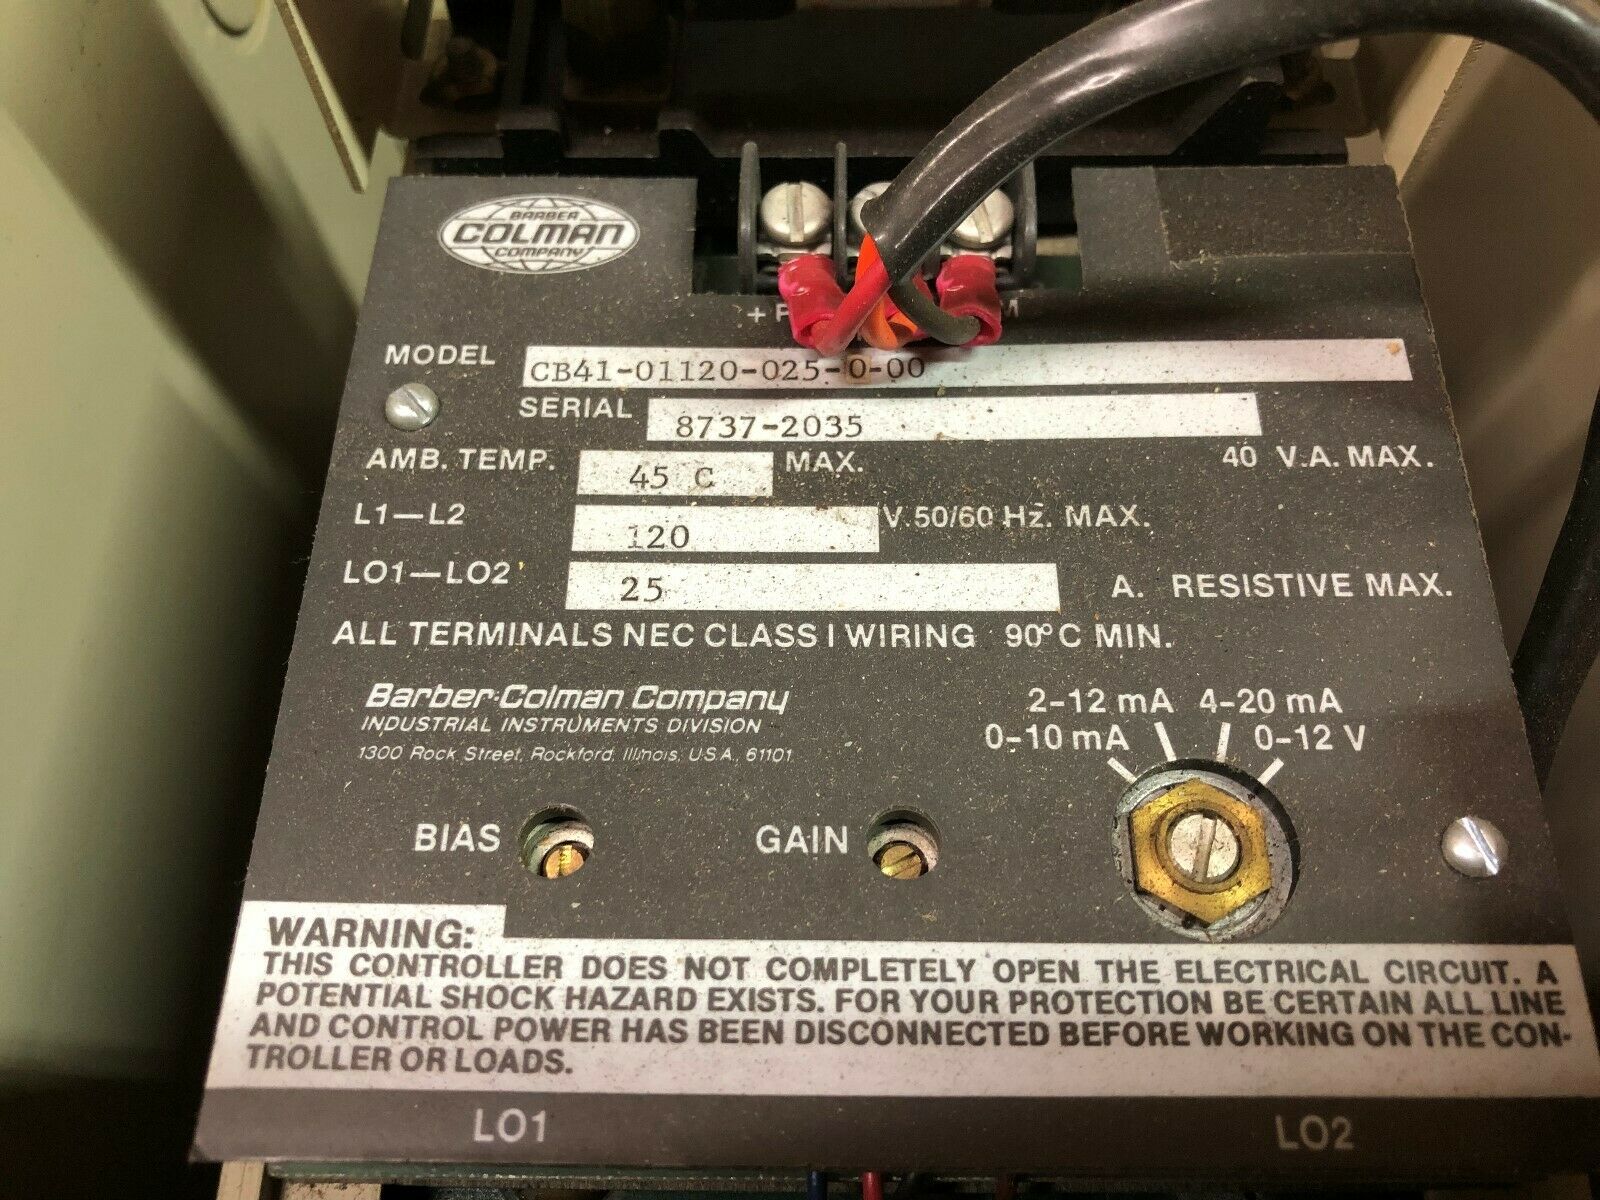 BARBER
COLMAN
COMPANY
+ P M
MODEL CB41-01120-025-0-00
SERIAL 8737-2035
AMB. TEMP. 45 C MAX. 40 V.A. MAX.
L1—L2 120 V.50/60 Hz. MAX.
LO1—LO2 25 A. RESISTIVE MAX.
ALL TERMINALS NEC CLASS I WIRING 90°C MIN.
Barber-Colman Company
INDUSTRIAL INSTRUMENTS DIVISION
1300 Rock Street, Rockford, Illinois, U.S.A., 61101
2-12 mA 4-20 mA
0-10 mA 0-12 V
BIAS GAIN
WARNING:
THIS CONTROLLER DOES NOT COMPLETELY OPEN THE ELECTRICAL CIRCUIT. A
POTENTIAL SHOCK HAZARD EXISTS. FOR YOUR PROTECTION BE CERTAIN ALL LINE
AND CONTROL POWER HAS BEEN DISCONNECTED BEFORE WORKING ON THE CON-
TROLLER OR LOADS.
LO1 LO2